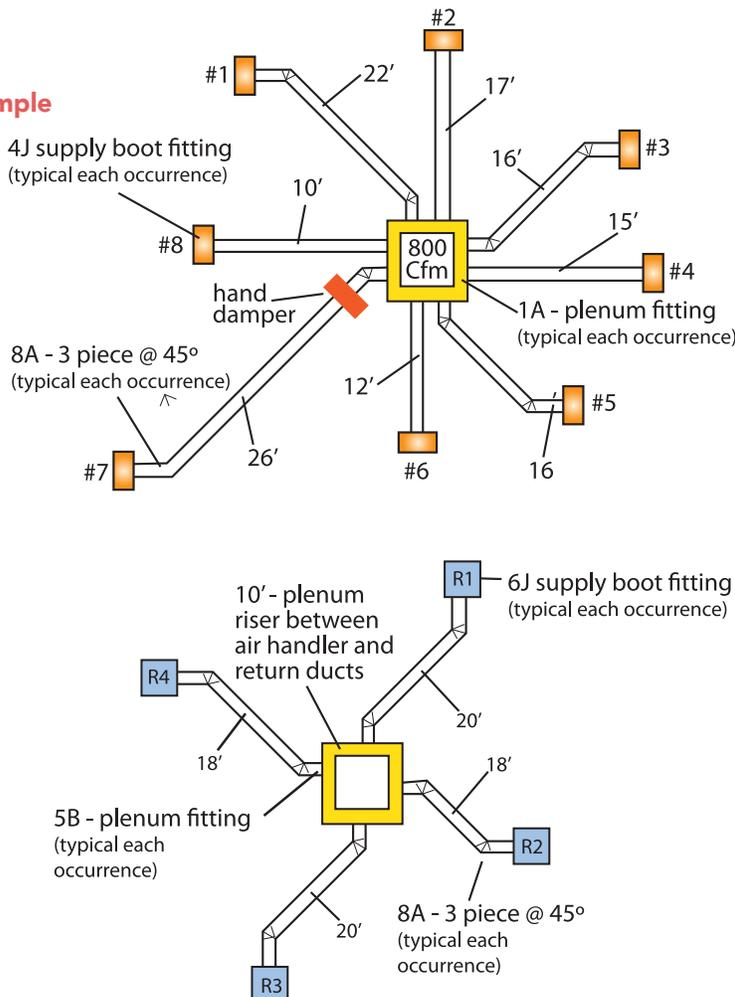 #2
#1
22’
17’
mple
4J supply boot fitting
(typical each occurrence)
16’
#3
10’
15’
#8
800
Cfm
#4
hand
damper
1A - plenum fitting
(typical each occurrence)
8A - 3 piece @ 45º
(typical each occurrence)
12’
#5
26’
16’
#7
#6
10’ - plenum
riser between
air handler and
return ducts
R1
6J supply boot fitting
(typical each occurrence)
R4
20’
18’
18’
5B - plenum fitting
(typical each
occurrence)
R2
8A - 3 piece @ 45º
(typical each
occurrence)
20’
R3